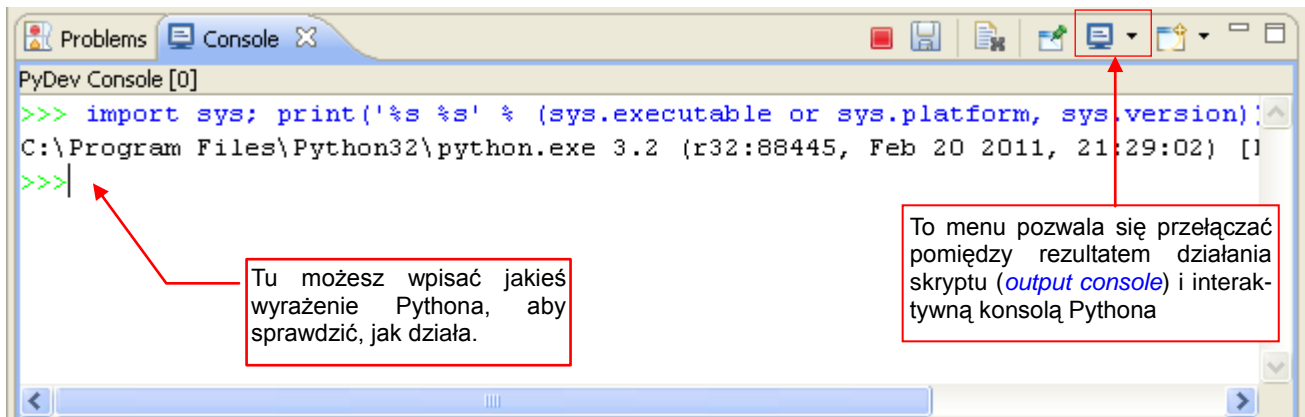 Problems Console
PyDev Console [0]
>>> import sys; print('%s %s' % (sys.executable or sys.platform, sys.version))
C:\Program Files\Python32\python.exe 3.2 (r32:88445, Feb 20 2011, 21:29:02) [
>>>
To menu pozwala się przełączać
pomiędzy rezultatem działania
skryptu (output console) i interak-
tywną konsolą Pythona
Tu możesz wpisać jakieś
wyrażenie Pythona, aby
sprawdzić, jak działa.